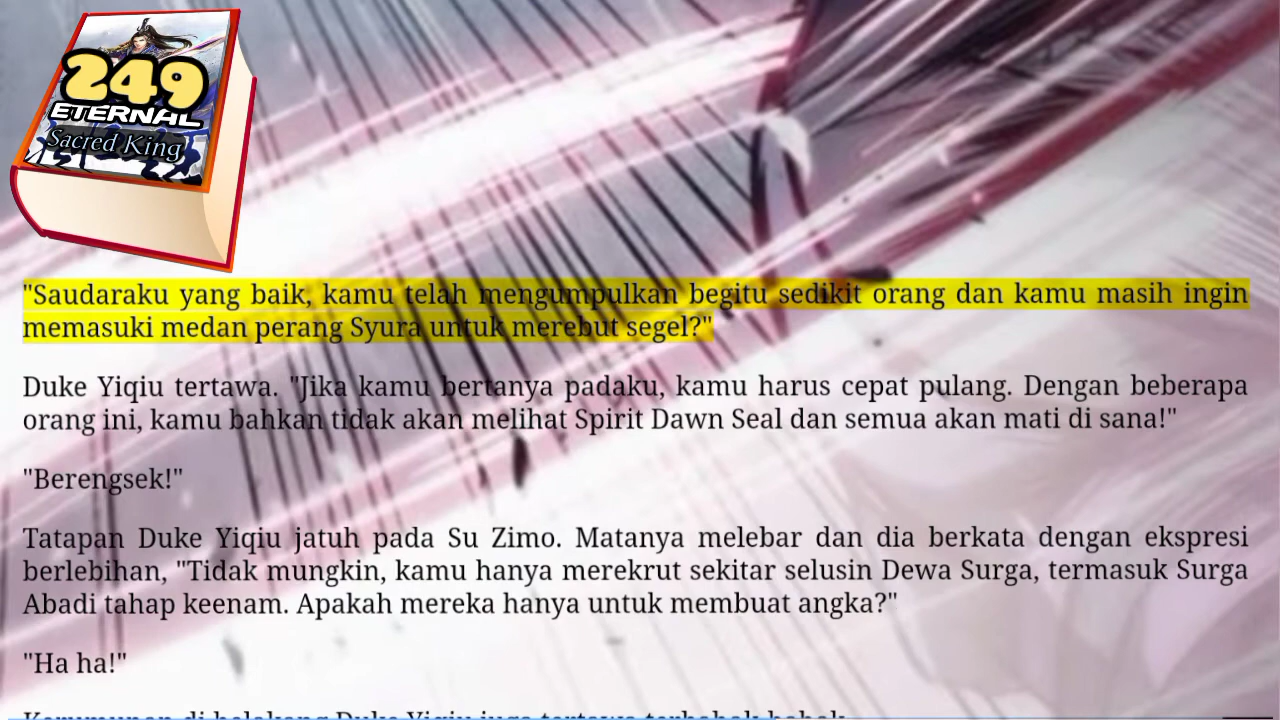 249
ETERNAL
Sacred King
"Saudaraku yang baik, kamu telah mengumpulkan begitu sedikit orang dan kamu masih ingin
memasuki medan perang Syura untuk merebut segel?"
Duke Yiqiu tertawa. "Jika kamu bertanya padaku, kamu harus cepat pulang. Dengan beberapa
orang ini, kamu bahkan tidak akan melihat Spirit Dawn Seal dan semua akan mati di sana!"
"Berengsek!"
Tatapan Duke Yiqiu jatuh pada Su Zimo. Matanya melebar dan dia berkata dengan ekspresi
berlebihan, "Tidak mungkin, kamu hanya merekrut sekitar selusin Dewa Surga, termasuk Surga
Abadi tahap keenam. Apakah mereka hanya untuk membuat angka?"
"Ha ha!"